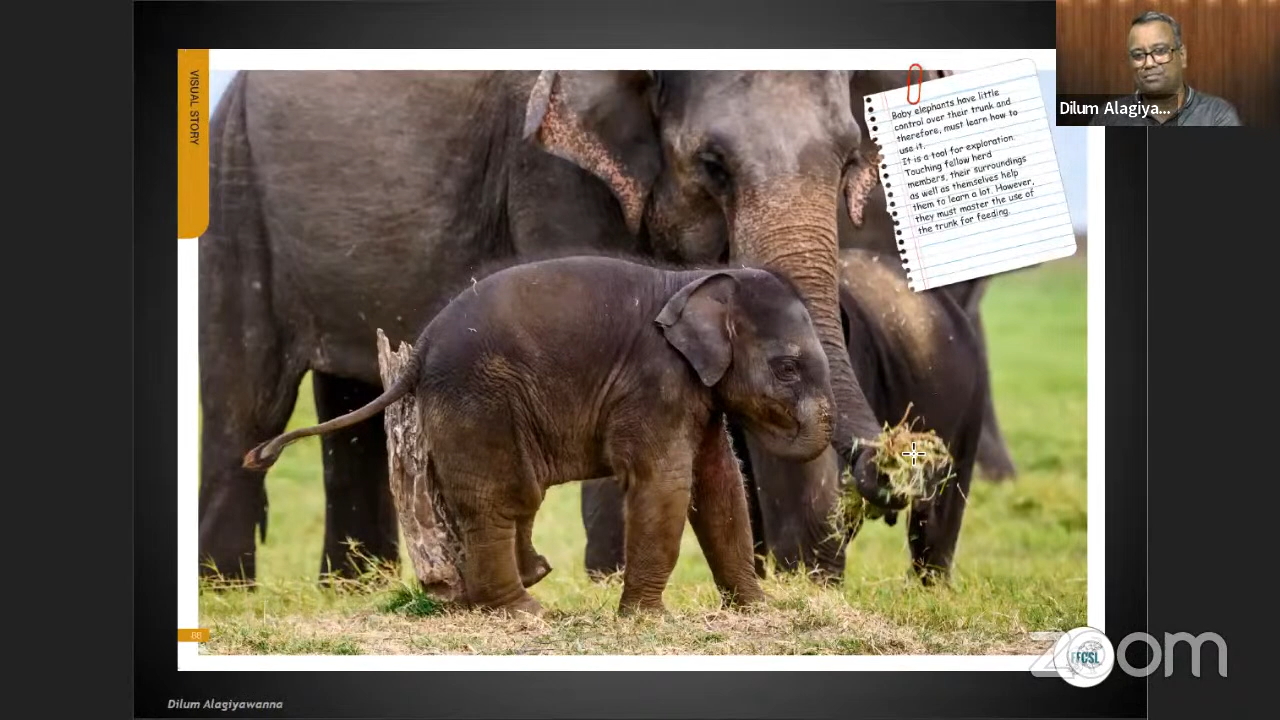 VISUAL STORY
Baby elephants have little
control over their trunk and
therefore, must learn how to
use it.
It is a tool for exploration.
Touching fellow herd
members, their surroundings
as well as themselves help
them to learn a lot. However,
they must master the use of
the trunk for feeding.
Dilum Alagiya...
86
FCSL
zoom
Dilum Alagiyawanna